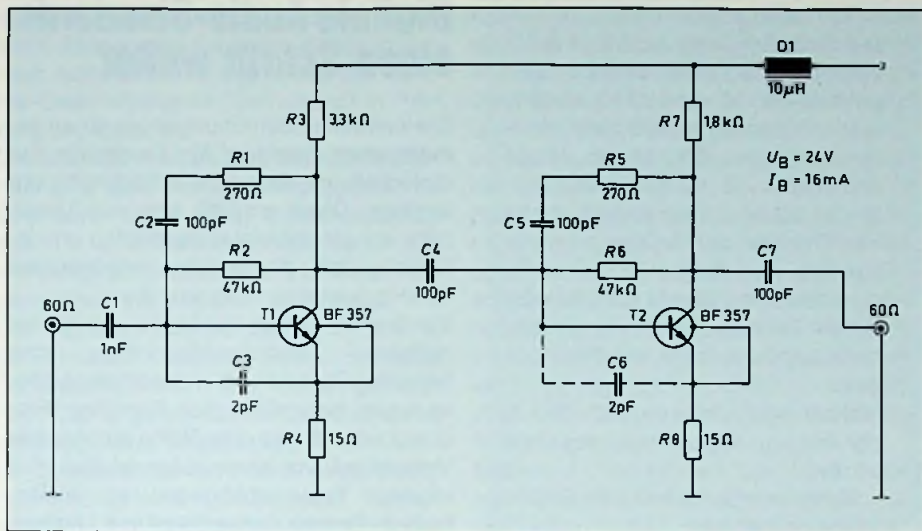 D1
10µH
R3 3,3kΩ
R7 1,8kΩ
R1
270Ω
R5
270Ω
U_B = 24V
I_B = 16mA
C2 100pF
C5 100pF
R2
47kΩ
C4
100pF
R6
47kΩ
C7
100pF
60Ω
C1
1nF
T1 BF 357
T2 BF 357
60Ω
C3
2pF
C6
2pF
R4 15Ω
R8 15Ω